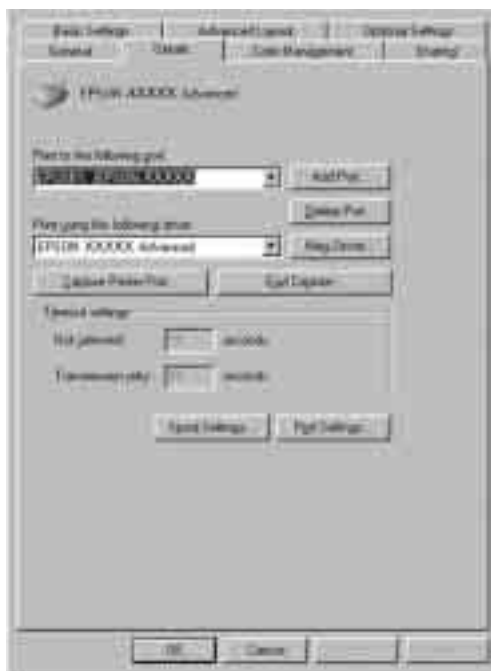 Basic Settings Advanced Layout Optional Settings
General Details Color Management Sharing
EPSON XXXXX Advanced
Print to the following port:
EPSON XXXXX
Add Port...
Delete Port...
Print using the following driver:
EPSON XXXXX Advanced
New Driver...
Capture Printer Port... End Capture...
Timeout settings
Not selected: seconds
Transmission retry: seconds
Spool Settings... Port Settings...
OK Cancel